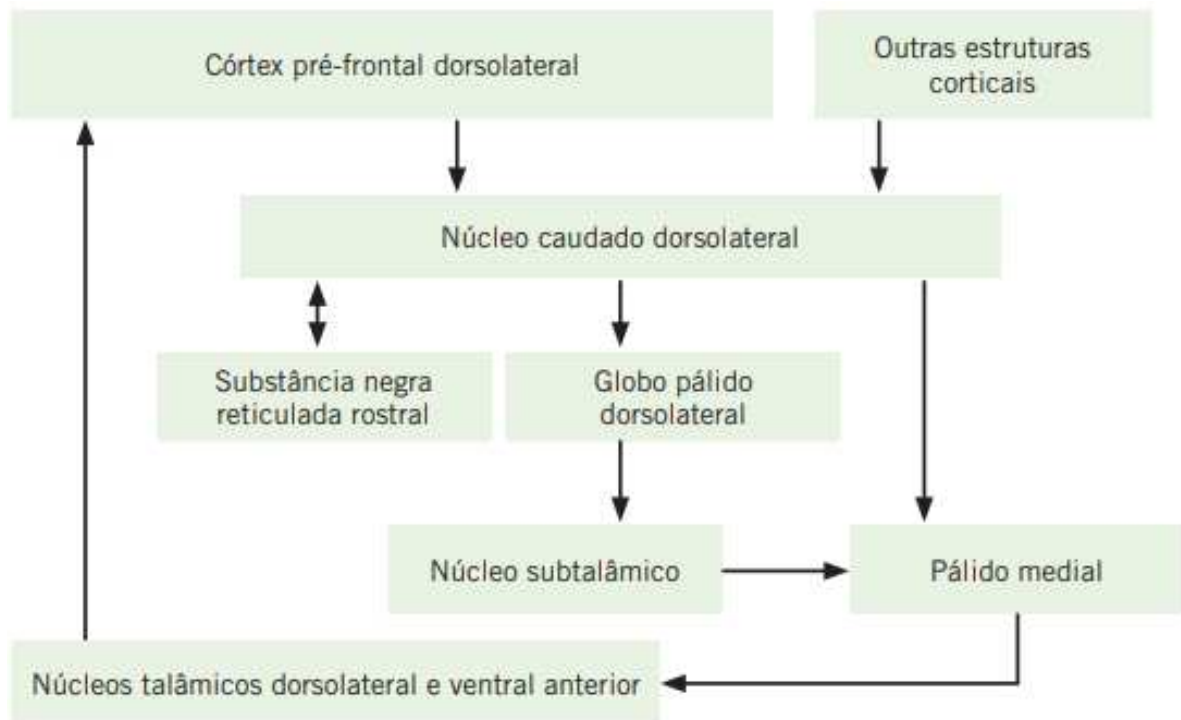 Córtex pré-frontal dorsolateral
Outras estruturas
corticais
Núcleo caudado dorsolateral
Substância negra
reticulada rostral
Globo pálido
dorsolateral
Núcleo subtalâmico
Pálido medial
Núcleos talâmicos dorsolateral e ventral anterior